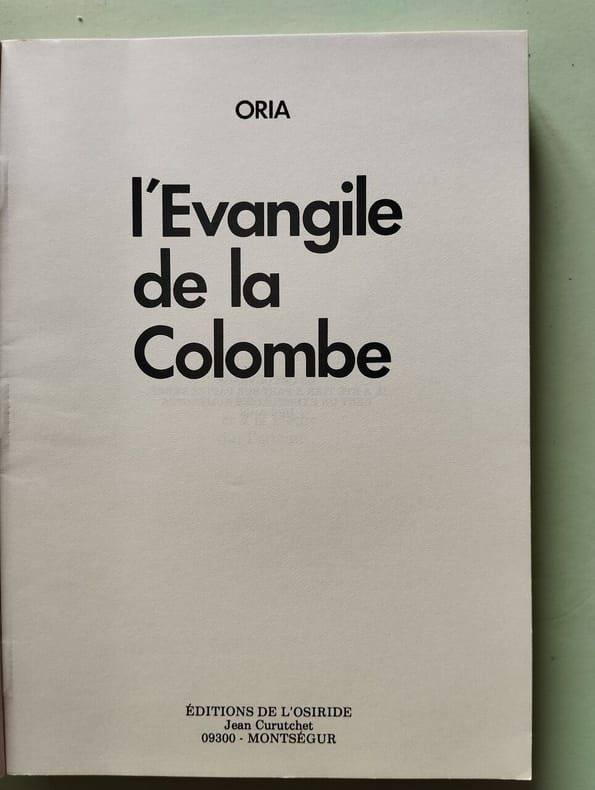 ORIA
l'Evangile
de la
Colombe
ÉDITIONS DE L'OSIRIDE
Jean Curutchet
09300 - MONTSÉGUR